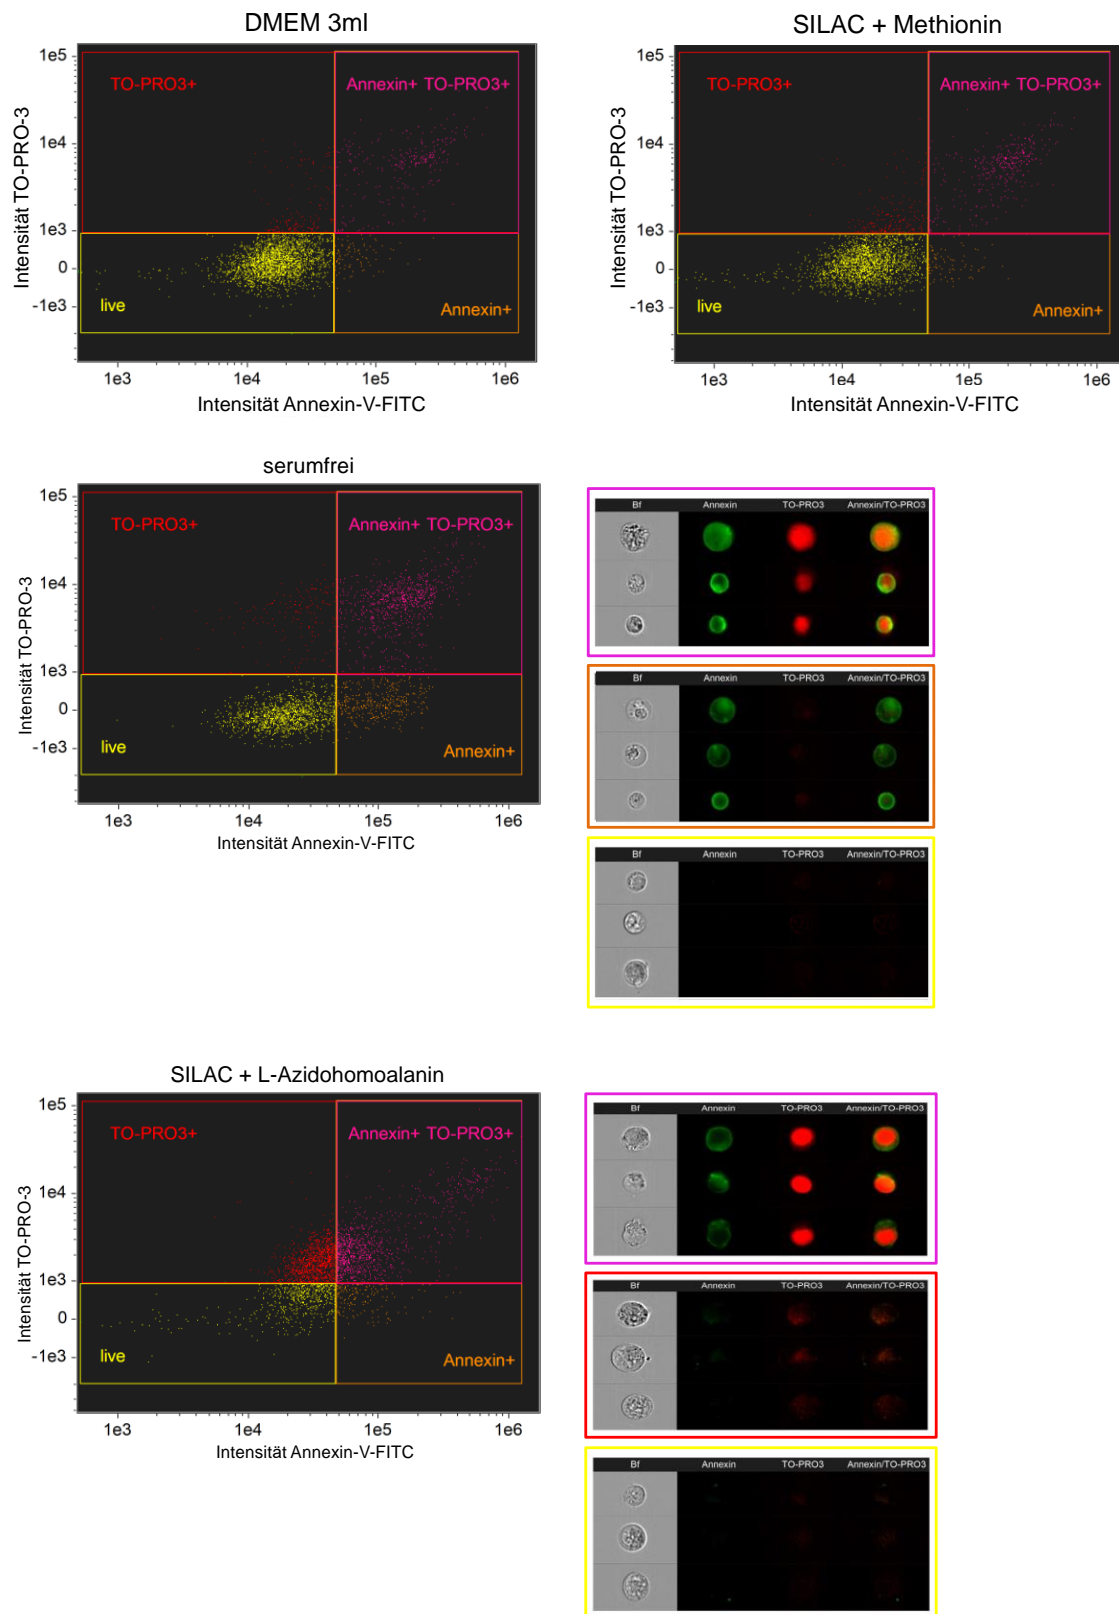 DMEM 3ml
1e5
TO-PRO3+
Annexin+ TO-PRO3+
1e4
Intensität TO-PRO-3
1e3
0
-1e3
live
Annexin+
1e3
1e4
1e5
1e6
Intensität Annexin-V-FITC
SILAC + Methionin
1e5
TO-PRO3+
Annexin+ TO-PRO3+
1e4
Intensität TO-PRO-3
1e3
0
-1e3
live
Annexin+
1e3
1e4
1e5
1e6
Intensität Annexin-V-FITC
serumfrei
1e5
TO-PRO3+
Annexin+ TO-PRO3+
1e4
Intensität TO-PRO-3
1e3
0
-1e3
live
Annexin+
1e3
1e4
1e5
1e6
Intensität Annexin-V-FITC
Bf Annexin TO-PRO3 Annexin/TO-PRO3
Bf Annexin TO-PRO3 Annexin/TO-PRO3
Bf Annexin TO-PRO3 Annexin/TO-PRO3
SILAC + L-Azidohomoalanin
1e5
TO-PRO3+
Annexin+ TO-PRO3+
1e4
Intensität TO-PRO-3
1e3
0
-1e3
live
Annexin+
1e3
1e4
1e5
1e6
Intensität Annexin-V-FITC
Bf Annexin TO-PRO3 Annexin/TO-PRO3
Bf Annexin TO-PRO3 Annexin/TO-PRO3
Bf Annexin TO-PRO3 Annexin/TO-PRO3